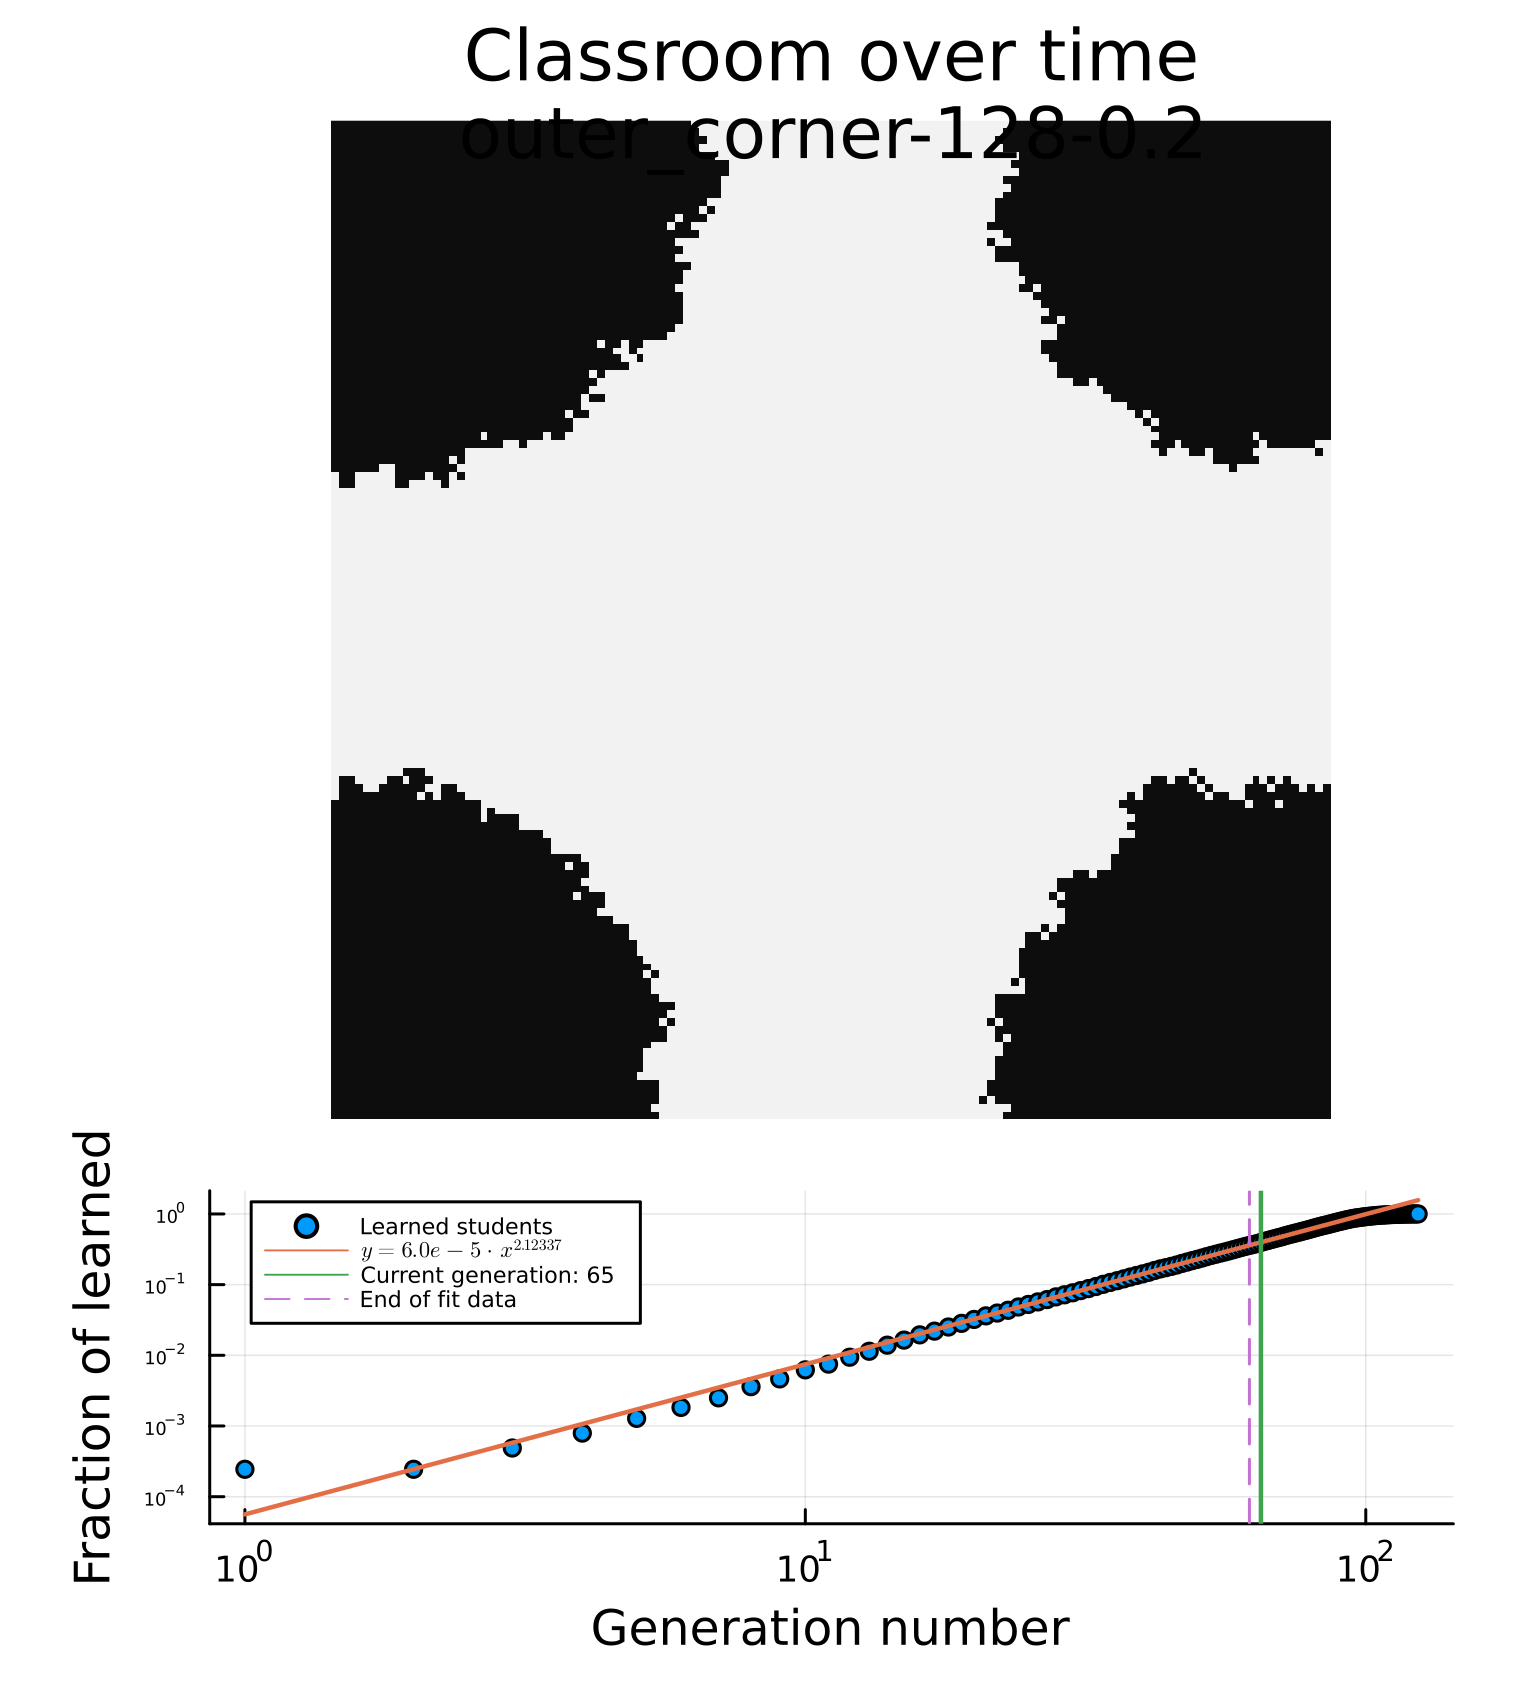 Classroom over time
outer_corner-128-0.2
Fraction of learned
10^0
10^−1
10^−2
10^−3
10^−4
Learned students
y = 6.0e − 5 · x^2.12337
Current generation: 65
End of fit data
10^0 10^1 10^2
Generation number